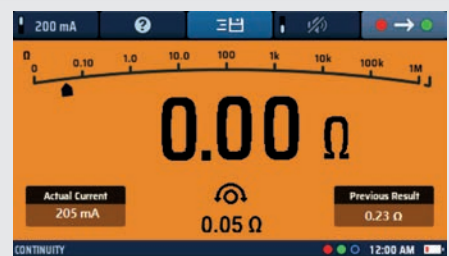 200 mA
Ω 0 0.10 1.0 10.0 100 1k 10k 100k 1M
0.00 Ω
Actual Current
205 mA
0.05 Ω
Previous Result
0.23 Ω
CONTINUITY 12:00 AM